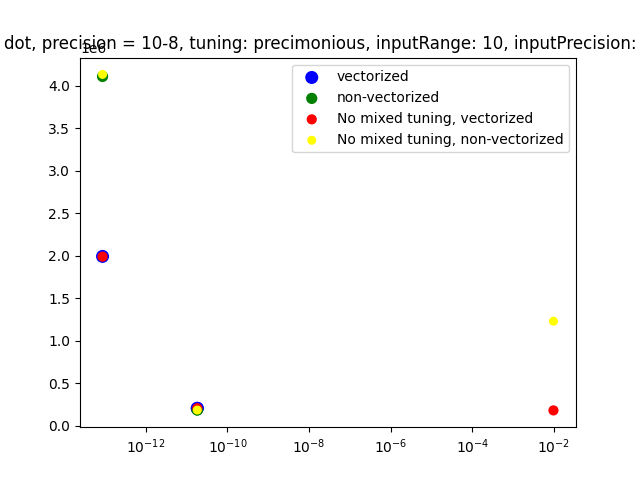 dot, precision = 10-8, tuning: precimonious, inputRange: 10, inputPrecision:
1e6
vectorized
non-vectorized
No mixed tuning, vectorized
No mixed tuning, non-vectorized
4.0
3.5
3.0
2.5
2.0
1.5
1.0
0.5
0.0
10⁻¹² 10⁻¹⁰ 10⁻⁸ 10⁻⁶ 10⁻⁴ 10⁻²